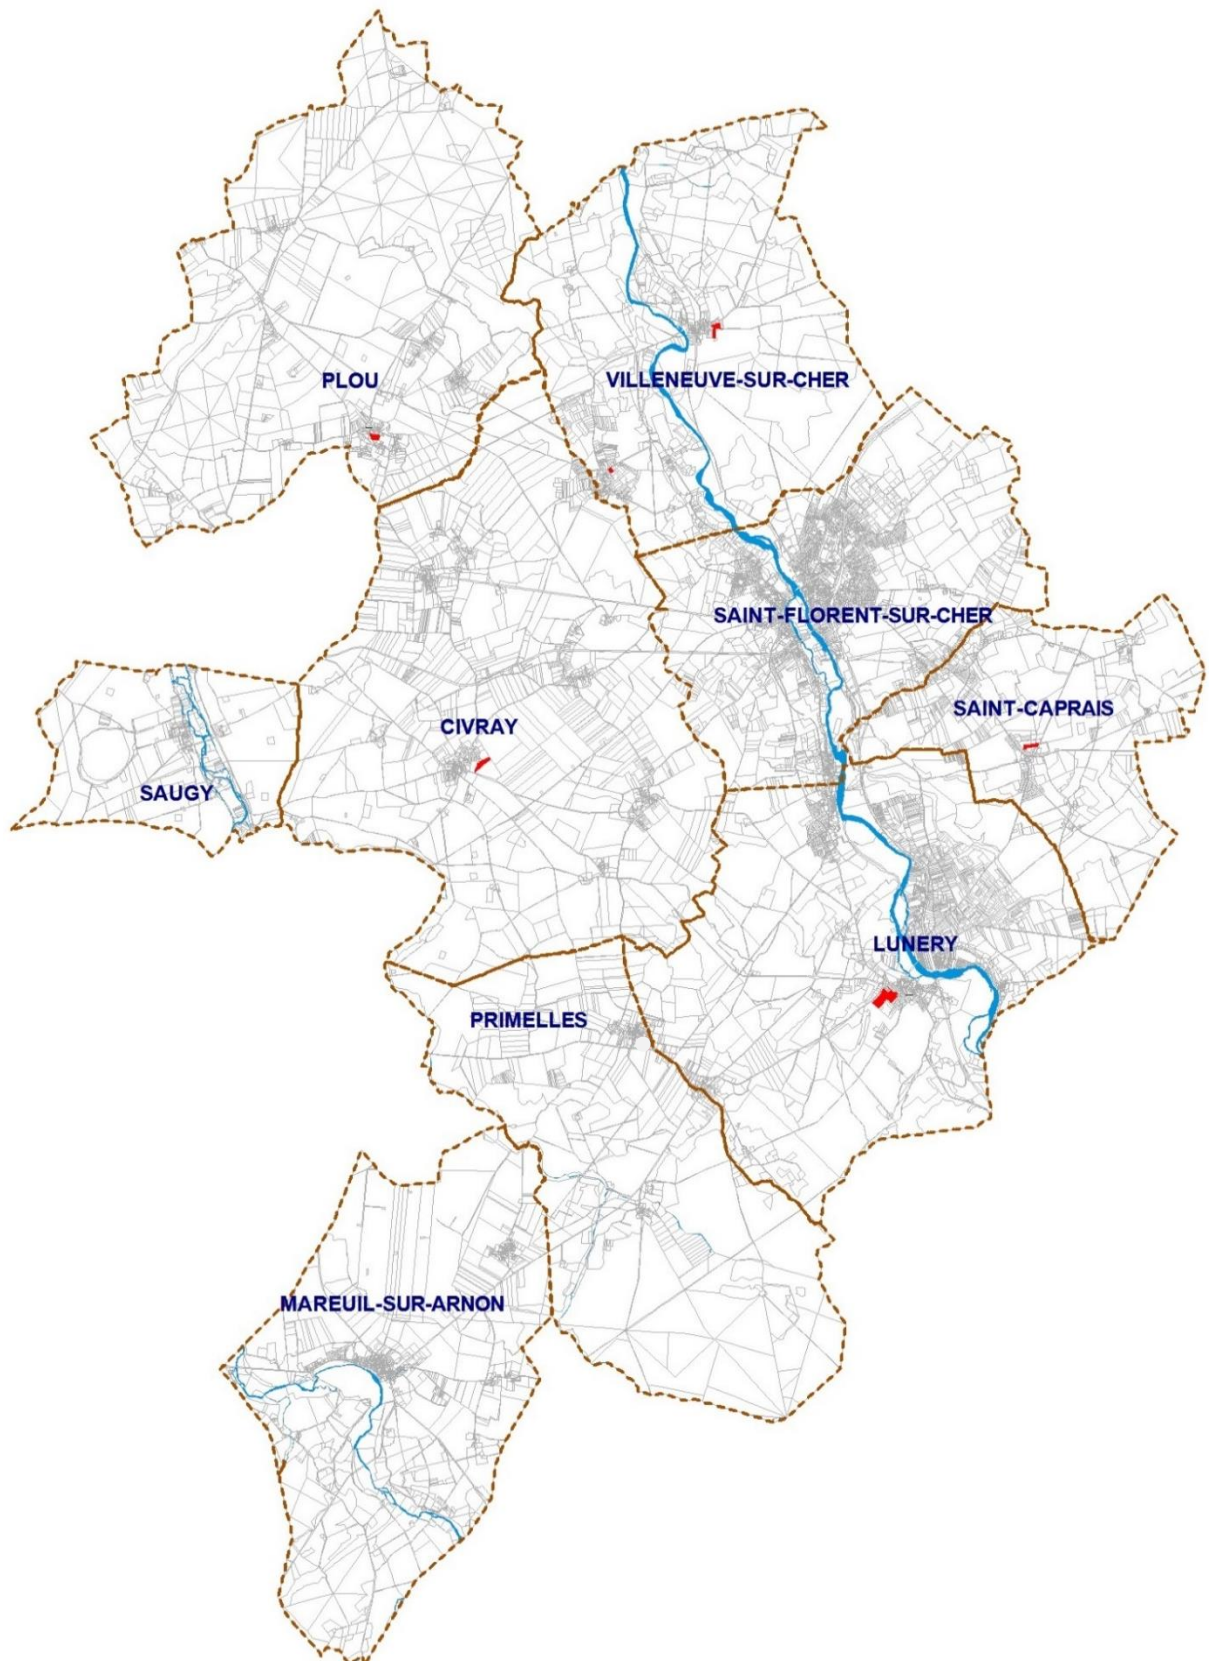 PLOU
VILLENEUVE-SUR-CHER
SAINT-FLORENT-SUR-CHER
SAINT-CAPRAIS
CIVRAY
SAUGY
LUNERY
PRIMELLES
MAREUIL-SUR-ARNON